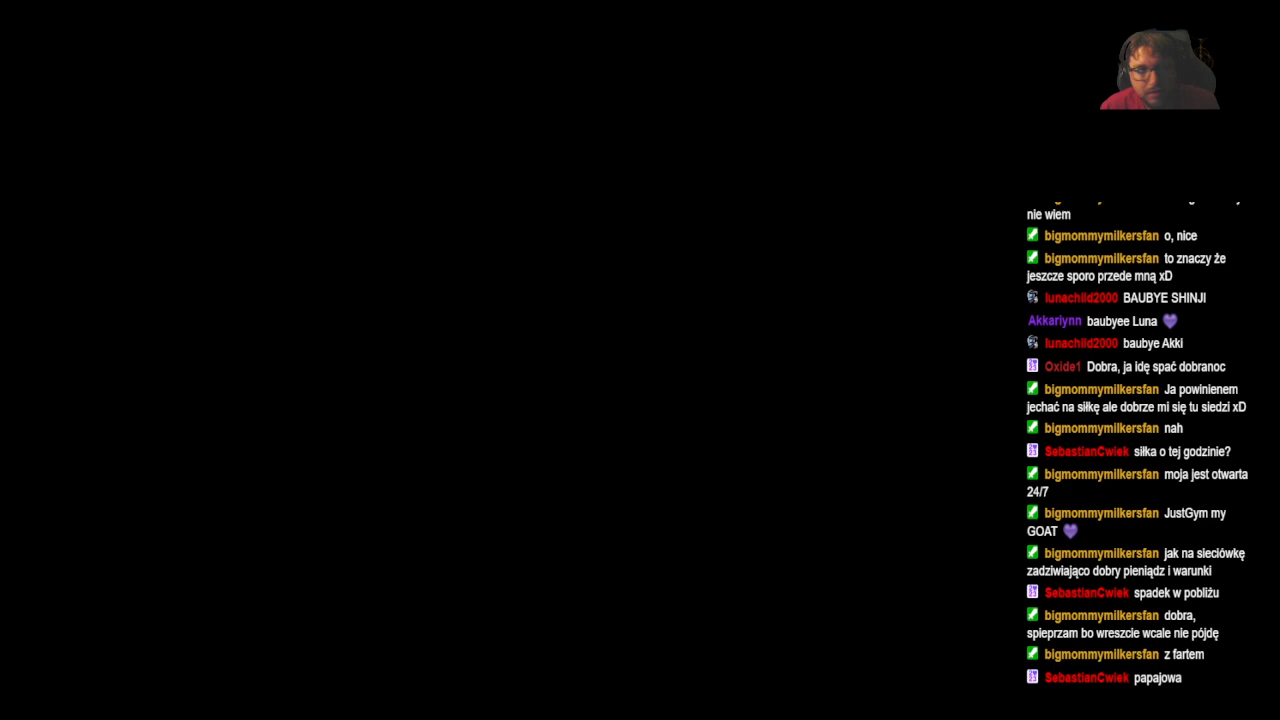 nie wiem
bigmommymilkersfan o, nice
bigmommymilkersfan to znaczy że
jeszcze sporo przede mną xD
lunachild2000 BAUBYE SHINJI
Akkariynn baubyee Luna 💜
lunachild2000 baubye Akki
Oxide1 Dobra, ja idę spać dobranoc
bigmommymilkersfan Ja powinienem
jechać na siłkę ale dobrze mi się tu siedzi xD
bigmommymilkersfan nah
SebastianCwiek siłka o tej godzinie?
bigmommymilkersfan moja jest otwarta
24/7
bigmommymilkersfan JustGym my
GOAT 💜
bigmommymilkersfan jak na sieciówkę
zadziwiająco dobry pieniądz i warunki
SebastianCwiek spadek w pobliżu
bigmommymilkersfan dobra,
spieprzam bo wreszcie wcale nie pójdę
bigmommymilkersfan z fartem
SebastianCwiek papajowa